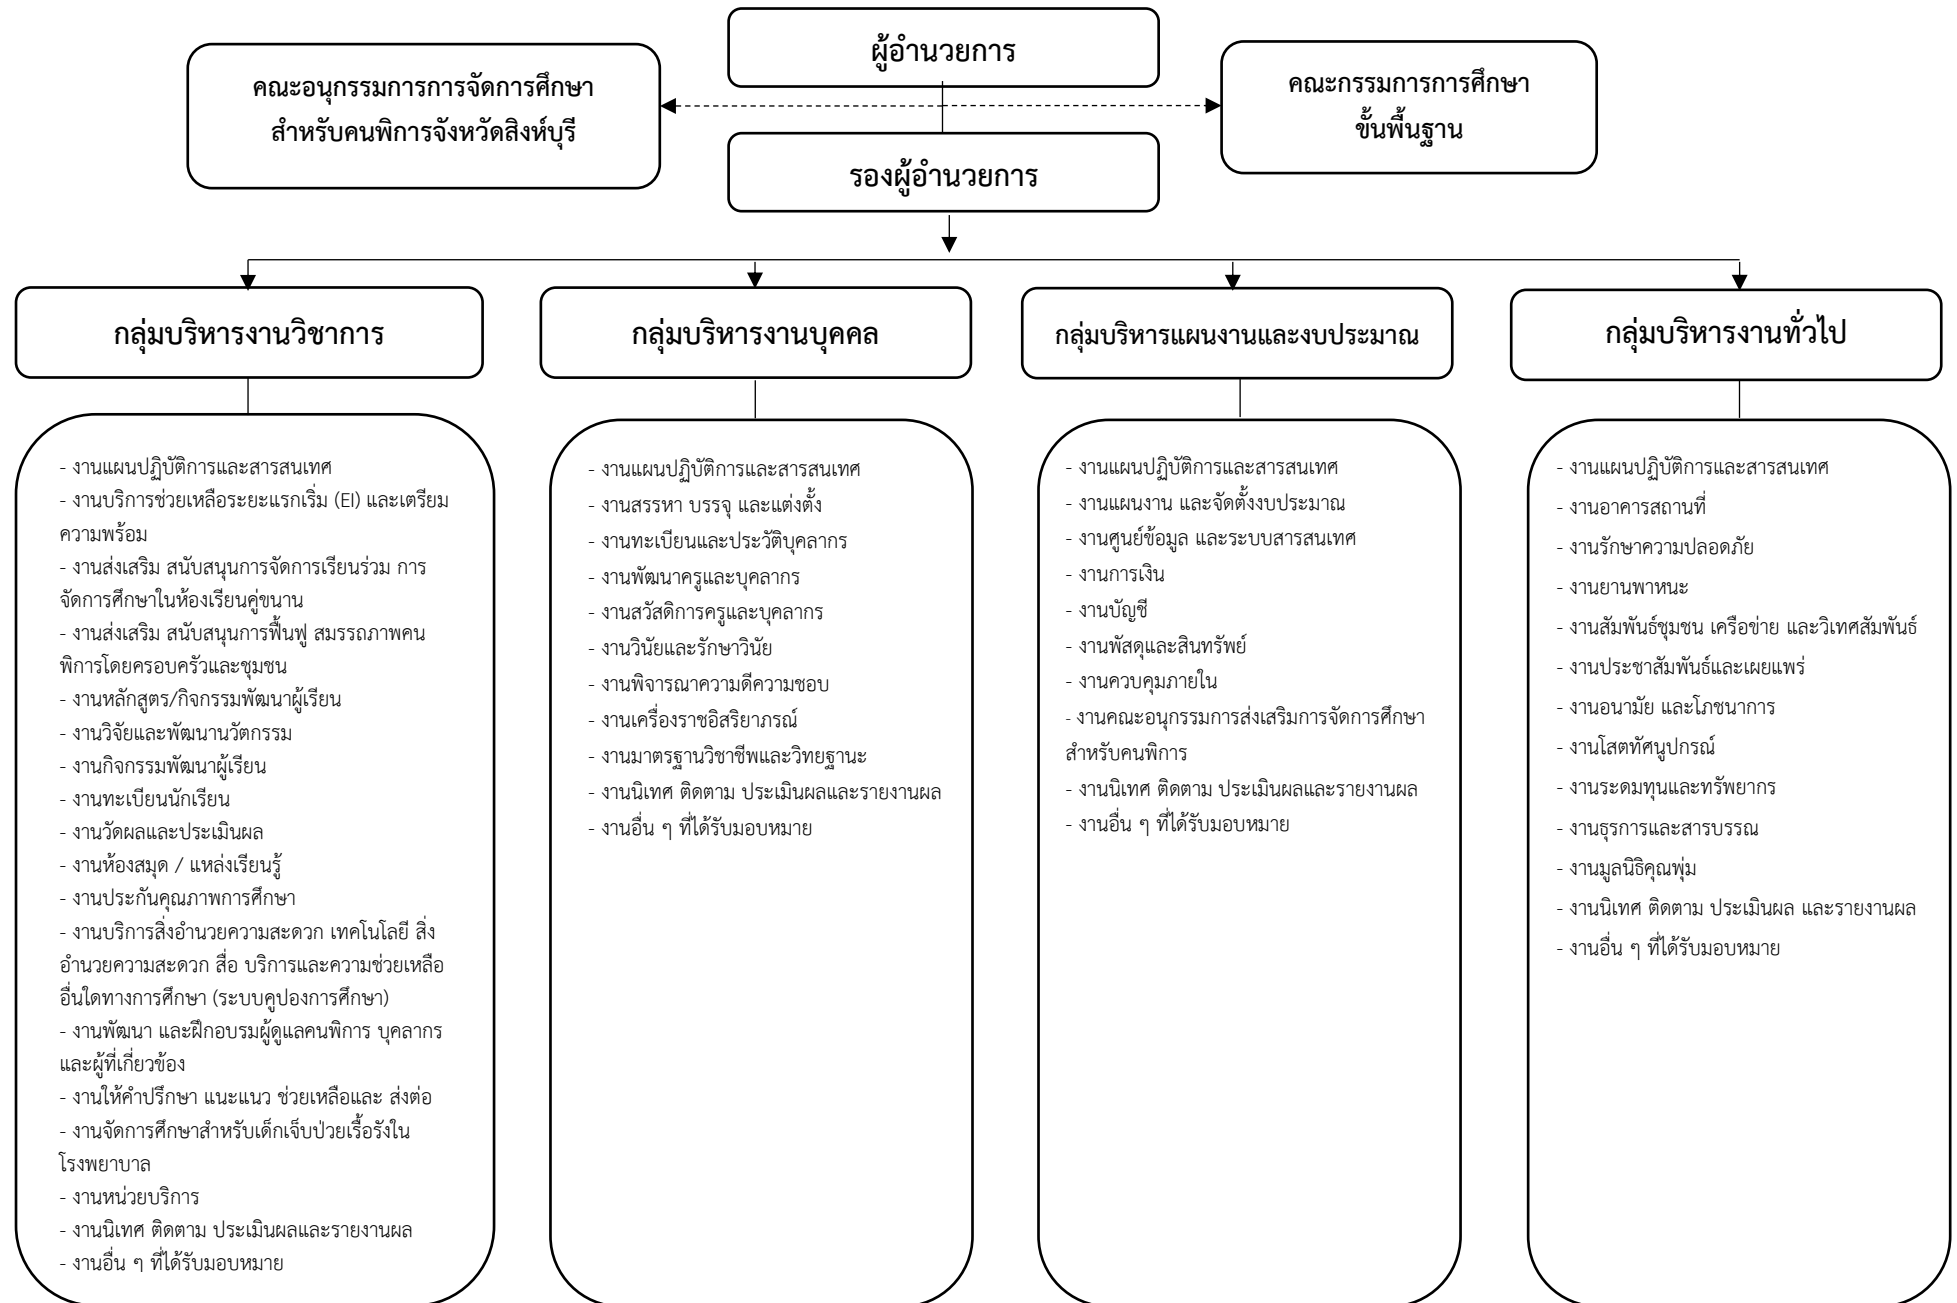 ผู้อำนวยการ
คณะอนุกรรมการการจัดการศึกษา
สำหรับคนพิการจังหวัดสิงห์บุรี
คณะกรรมการการศึกษา
ขั้นพื้นฐาน
รองผู้อำนวยการ
กลุ่มบริหารงานวิชาการ
กลุ่มบริหารงานบุคคล
กลุ่มบริหารแผนงานและงบประมาณ
กลุ่มบริหารงานทั่วไป
- งานแผนปฏิบัติการและสารสนเทศ
- งานบริการช่วยเหลือระยะแรกเริ่ม (EI) และเตรียม
ความพร้อม
- งานส่งเสริม สนับสนุนการจัดการเรียนร่วม การ
จัดการศึกษาในห้องเรียนคู่ขนาน
- งานส่งเสริม สนับสนุนการฟื้นฟู สมรรถภาพคน
พิการโดยครอบครัวและชุมชน
- งานหลักสูตร/กิจกรรมพัฒนาผู้เรียน
- งานวิจัยและพัฒนานวัตกรรม
- งานกิจกรรมพัฒนาผู้เรียน
- งานทะเบียนนักเรียน
- งานวัดผลและประเมินผล
- งานห้องสมุด / แหล่งเรียนรู้
- งานประกันคุณภาพการศึกษา
- งานบริการสิ่งอำนวยความสะดวก เทคโนโลยี สิ่ง
อำนวยความสะดวก สื่อ บริการและความช่วยเหลือ
อื่นใดทางการศึกษา (ระบบคูปองการศึกษา)
- งานพัฒนา และฝึกอบรมผู้ดูแลคนพิการ บุคลากร
และผู้ที่เกี่ยวข้อง
- งานให้คำปรึกษา แนะแนว ช่วยเหลือและ ส่งต่อ
- งานจัดการศึกษาสำหรับเด็กเจ็บป่วยเรื้อรังใน
โรงพยาบาล
- งานหน่วยบริการ
- งานนิเทศ ติดตาม ประเมินผลและรายงานผล
- งานอื่น ๆ ที่ได้รับมอบหมาย
- งานแผนปฏิบัติการและสารสนเทศ
- งานสรรหา บรรจุ และแต่งตั้ง
- งานทะเบียนและประวัติบุคลากร
- งานพัฒนาครูและบุคลากร
- งานสวัสดิการครูและบุคลากร
- งานวินัยและรักษาวินัย
- งานพิจารณาความดีความชอบ
- งานเครื่องราชอิสริยาภรณ์
- งานมาตรฐานวิชาชีพและวิทยฐานะ
- งานนิเทศ ติดตาม ประเมินผลและรายงานผล
- งานอื่น ๆ ที่ได้รับมอบหมาย
- งานแผนปฏิบัติการและสารสนเทศ
- งานแผนงาน และจัดตั้งงบประมาณ
- งานศูนย์ข้อมูล และระบบสารสนเทศ
- งานการเงิน
- งานบัญชี
- งานพัสดุและสินทรัพย์
- งานควบคุมภายใน
- งานคณะอนุกรรมการส่งเสริมการจัดการศึกษา
สำหรับคนพิการ
- งานนิเทศ ติดตาม ประเมินผลและรายงานผล
- งานอื่น ๆ ที่ได้รับมอบหมาย
- งานแผนปฏิบัติการและสารสนเทศ
- งานอาคารสถานที่
- งานรักษาความปลอดภัย
- งานยานพาหนะ
- งานสัมพันธ์ชุมชน เครือข่าย และวิเทศสัมพันธ์
- งานประชาสัมพันธ์และเผยแพร่
- งานอนามัย และโภชนาการ
- งานโสตทัศนูปกรณ์
- งานระดมทุนและทรัพยากร
- งานธุรการและสารบรรณ
- งานมูลนิธิคุณพุ่ม
- งานนิเทศ ติดตาม ประเมินผล และรายงานผล
- งานอื่น ๆ ที่ได้รับมอบหมาย